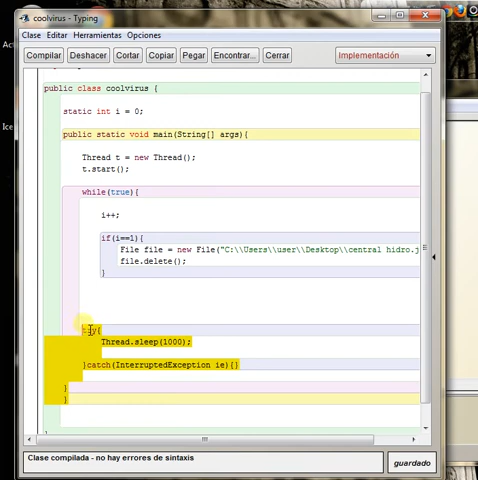 coolvirus - Typing
Clase Editar Herramientas Opciones
Compilar Deshacer Cortar Copiar Pegar Encontrar... Cerrar Implementación
public class coolvirus {
static int i = 0;
public static void main(String[] args){
Thread t = new Thread();
t.start();
while(true){
i++;
if(i==1){
File file = new File("C:\\Users\\user\\Desktop\\central hidro.j
file.delete();
}
try{
Thread.sleep(1000);
}catch(InterruptedException ie){}
}
}
Clase compilada - no hay errores de sintaxis
guardado
Ice